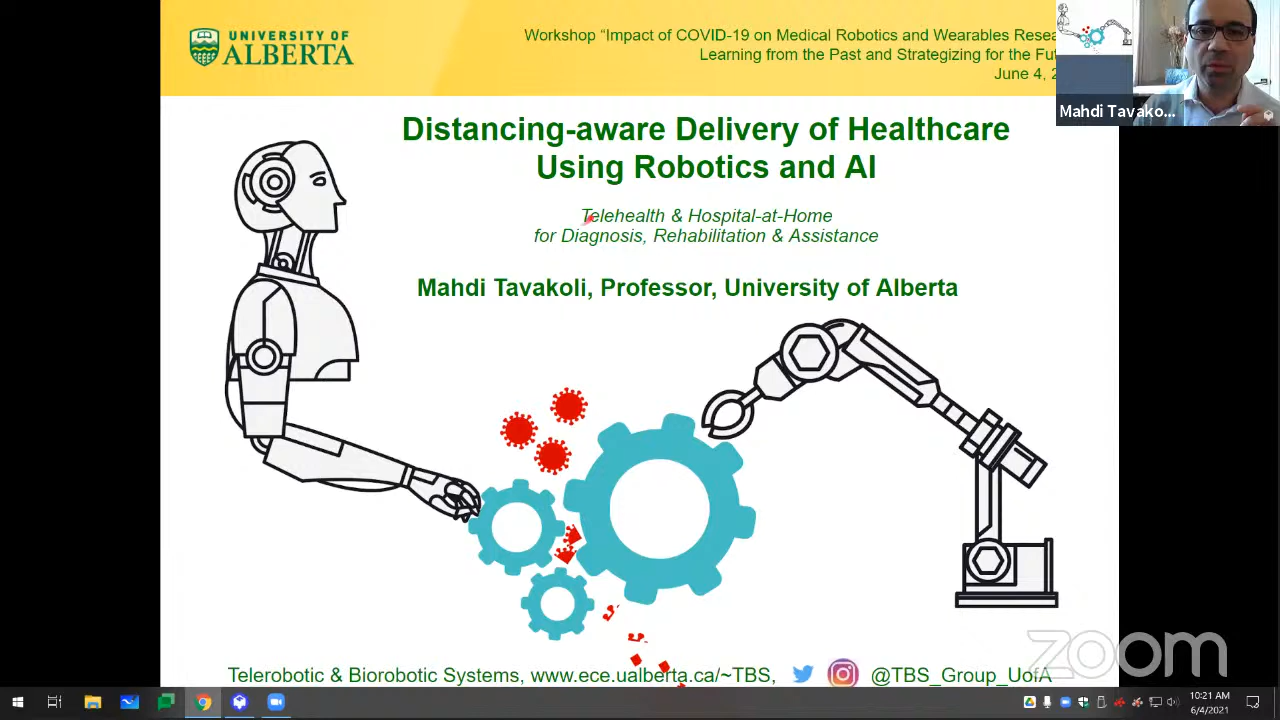 UNIVERSITY OF
ALBERTA
Workshop “Impact of COVID-19 on Medical Robotics and Wearables
Learning from the Past and Strategizing for the
June 4,
Mahdi Tavako...
Distancing-aware Delivery of Healthcare
Using Robotics and AI
Telehealth & Hospital-at-Home
for Diagnosis, Rehabilitation & Assistance
Mahdi Tavakoli, Professor, University of Alberta
zoom
Telerobotic & Biorobotic Systems, www.ece.ualberta.ca/~TBS,
@TBS_Group_UofA
10:21 AM
6/4/2021